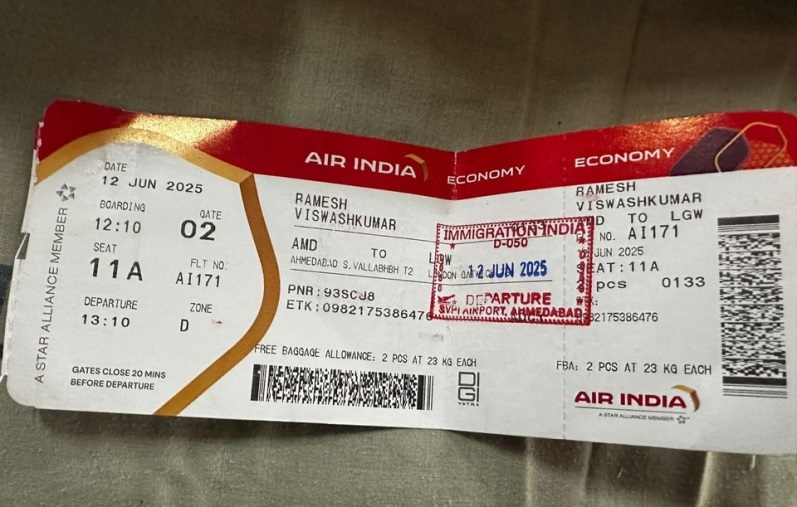 AIR INDIA
ECONOMY
ECONOMY
DATE
12 JUN 2025
BOARDING
12:10
GATE
02
SEAT
11A
FLT NO.
AI171
DEPARTURE
13:10
ZONE
D
GATES CLOSE 20 MINS
BEFORE DEPARTURE
A STAR ALLIANCE MEMBER
RAMESH
VISWASHKUMAR
AMD TO LGW
AHMEDABAD S.VALLABHBH T2 LONDON
PNR:93SCJ8
ETK:0982175386476
FREE BAGGAGE ALLOWANCE: 2 PCS AT 23 KG EACH
DIGI
YATRA
IMMIGRATION INDIA
D-050
12 JUN 2025
DEPARTURE
SVPI AIRPORT, AHMEDABAD
RAMESH
VISWASHKUMAR
TO LGW
NO. AI171
JUN 2025
SEAT:11A
pcs 0133
82175386476
FBA: 2 PCS AT 23 KG EACH
AIR INDIA
A STAR ALLIANCE MEMBER